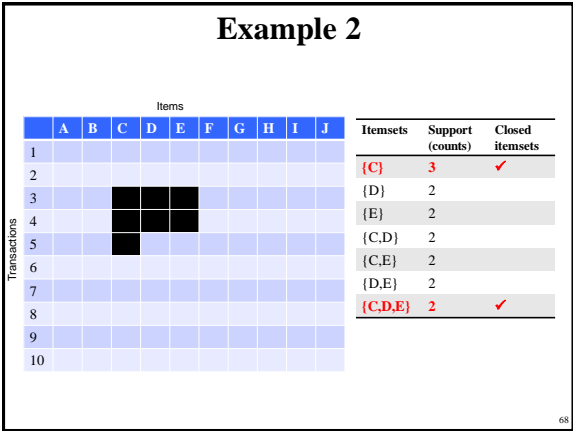 Example 2
Items
A B C D E F G H I J
1
2
3
4
5
6
7
8
9
10
Transactions
Itemsets Support (counts) Closed itemsets
{C} 3 ✔
{D} 2
{E} 2
{C,D} 2
{C,E} 2
{D,E} 2
{C,D,E} 2 ✔
68